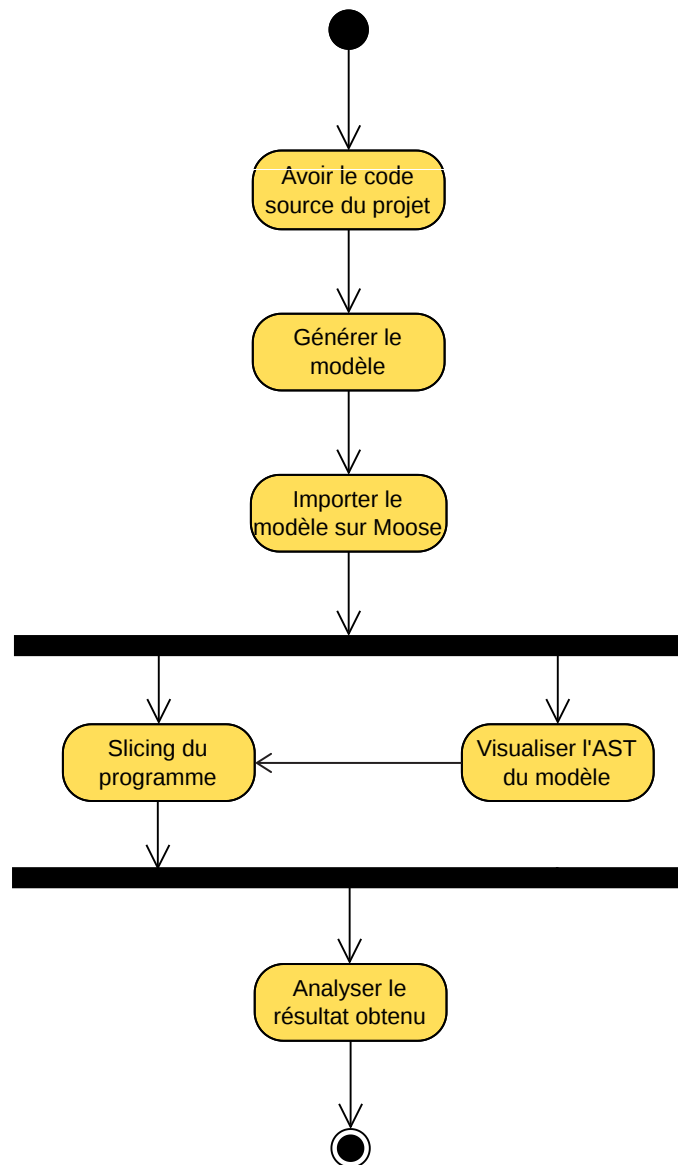 Avoir le code
source du projet
Générer le
modèle
Importer le
modèle sur Moose
Slicing du
programme
Visualiser l'AST
du modèle
Analyser le
résultat obtenu